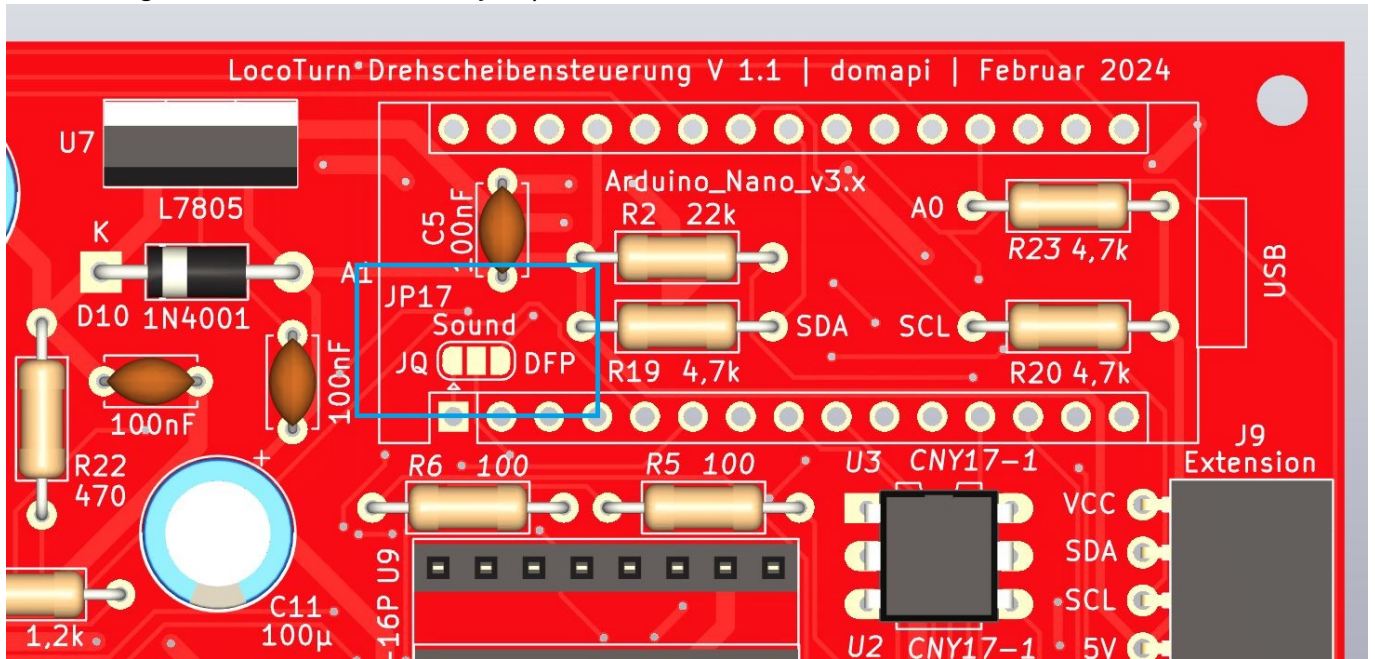 LocoTurn Drehscheibensteuerung V 1.1 | domapi | Februar 2024
U7
L7805
K
D10 1N4001
100nF
100nF
R22
470
1,2k
+
C11
100µ
A1
C5
100nF
Arduino_Nano_v3.x
R2 22k
A0
R23 4,7k
USB
JP17
Sound
JQ DFP
SDA SCL
R19 4,7k
R20 4,7k
R6 100
R5 100
U3 CNY17-1
J9
Extension
VCC
SDA
SCL
5V
-16P U9
U2 CNY17-1